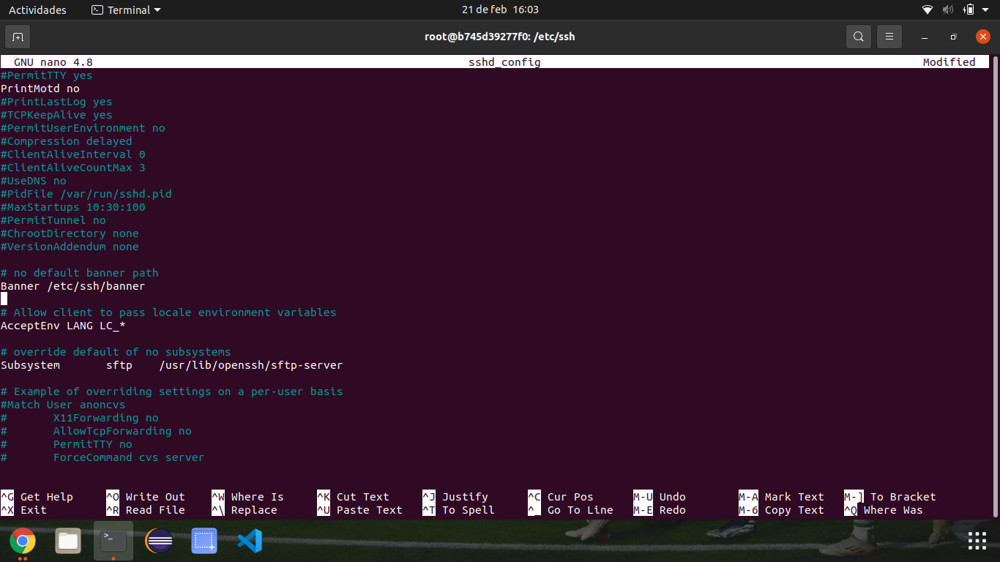 Actividades Terminal 21 de feb 16:03
root@b745d39277f0: /etc/ssh
GNU nano 4.8 sshd_config Modified
#PermitTTY yes
PrintMotd no
#PrintLastLog yes
#TCPKeepAlive yes
#PermitUserEnvironment no
#Compression delayed
#ClientAliveInterval 0
#ClientAliveCountMax 3
#UseDNS no
#PidFile /var/run/sshd.pid
#MaxStartups 10:30:100
#PermitTunnel no
#ChrootDirectory none
#VersionAddendum none
# no default banner path
Banner /etc/ssh/banner
# Allow client to pass locale environment variables
AcceptEnv LANG LC_*
# override default of no subsystems
Subsystem sftp /usr/lib/openssh/sftp-server
# Example of overriding settings on a per-user basis
#Match User anoncvs
# X11Forwarding no
# AllowTcpForwarding no
# PermitTTY no
# ForceCommand cvs server
^G Get Help ^O Write Out ^W Where Is ^K Cut Text ^J Justify ^C Cur Pos M-U Undo M-A Mark Text M-] To Bracket
^X Exit ^R Read File ^\ Replace ^U Paste Text ^T To Spell ^_ Go To Line M-E Redo M-6 Copy Text ^Q Where Was